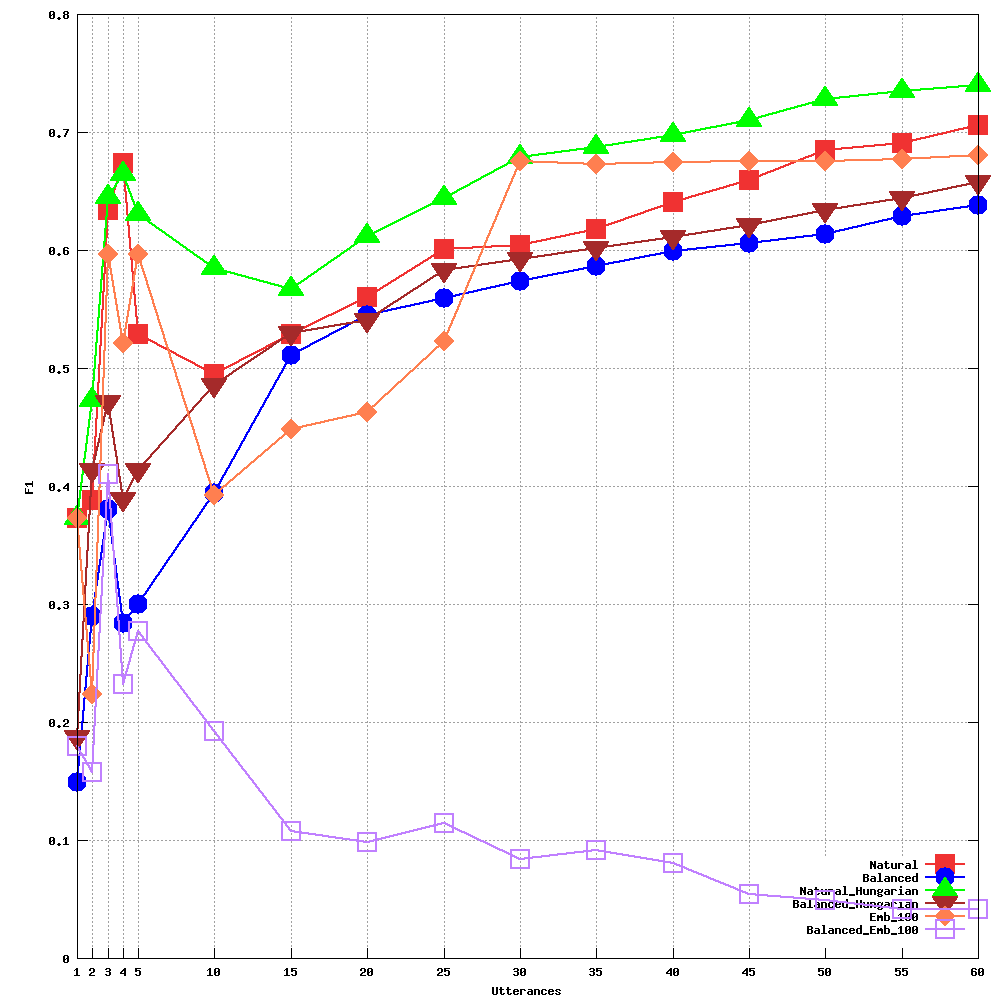 0.8
0.7
0.6
0.5
0.4
0.3
0.2
0.1
0
F1
1 2 3 4 5 10 15 20 25 30 35 40 45 50 55 60
Utterances
Natural
Balanced
Natural_Hungarian
Balanced_Hungarian
Emb_100
Balanced_Emb_100